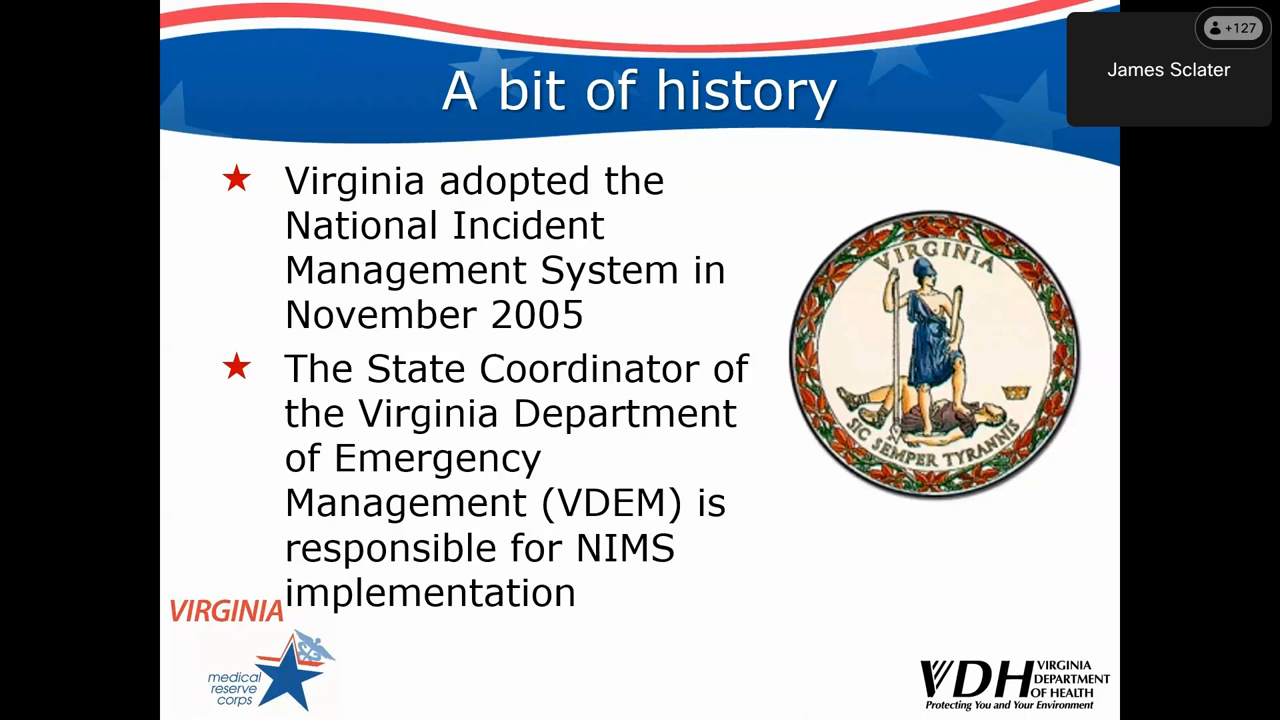 A bit of history
+127
James Sclater
Virginia adopted the
National Incident
Management System in
November 2005
The State Coordinator of
the Virginia Department
of Emergency
Management (VDEM) is
responsible for NIMS
implementation
VIRGINIA
SIC SEMPER TYRANNIS
VIRGINIA
medical
reserve
corps
VDH
VIRGINIA
DEPARTMENT
OF HEALTH
Protecting You and Your Environment